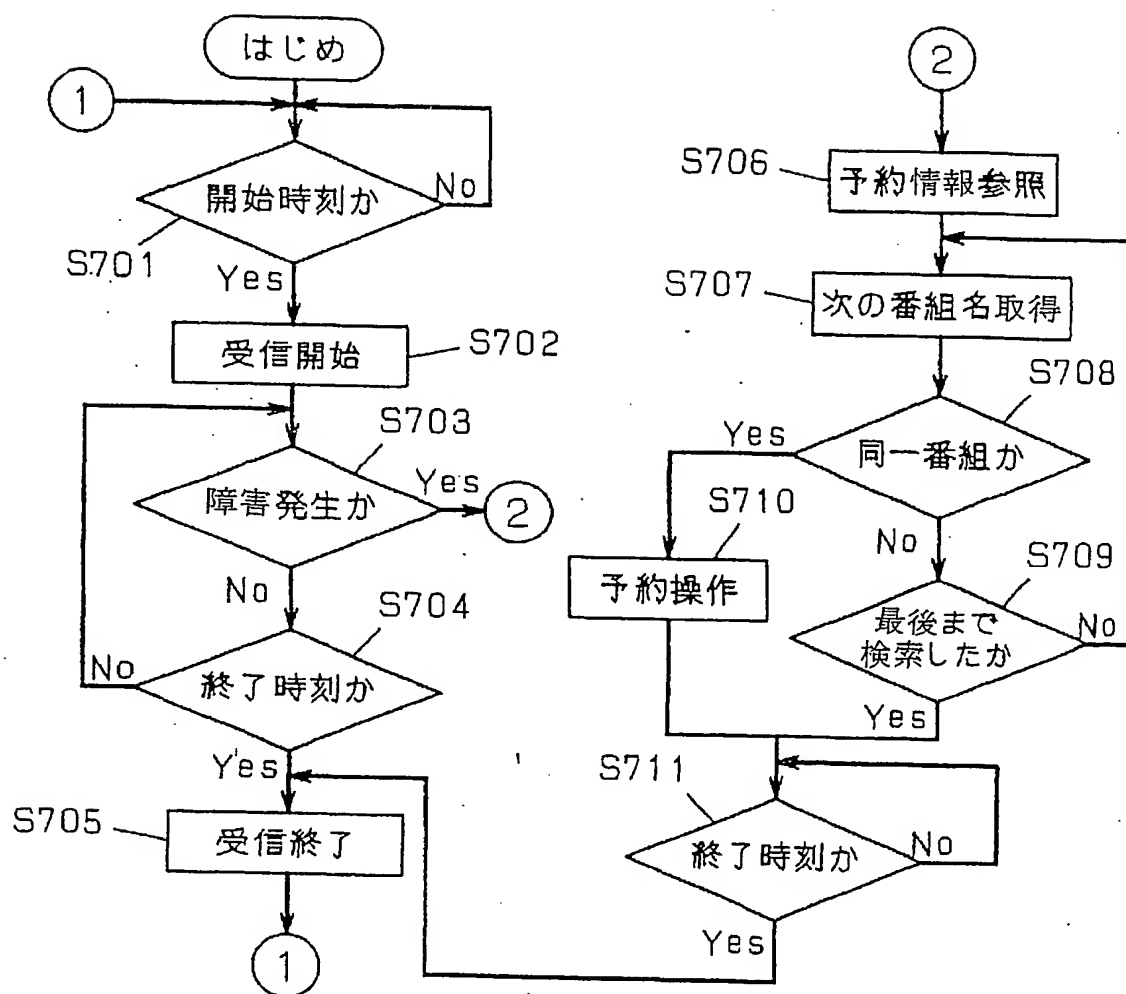 はじめ
1
開始時刻か
No
S701
Yes
受信開始
S702
S703
障害発生か
Yes
2
No
S704
No
終了時刻か
Yes
S705
受信終了
1
2
S706
予約情報参照
S707
次の番組名取得
S708
Yes
同一番組か
S710
No
S709
予約操作
最後まで
検索したか
No
Yes
S711
終了時刻か
No
Yes